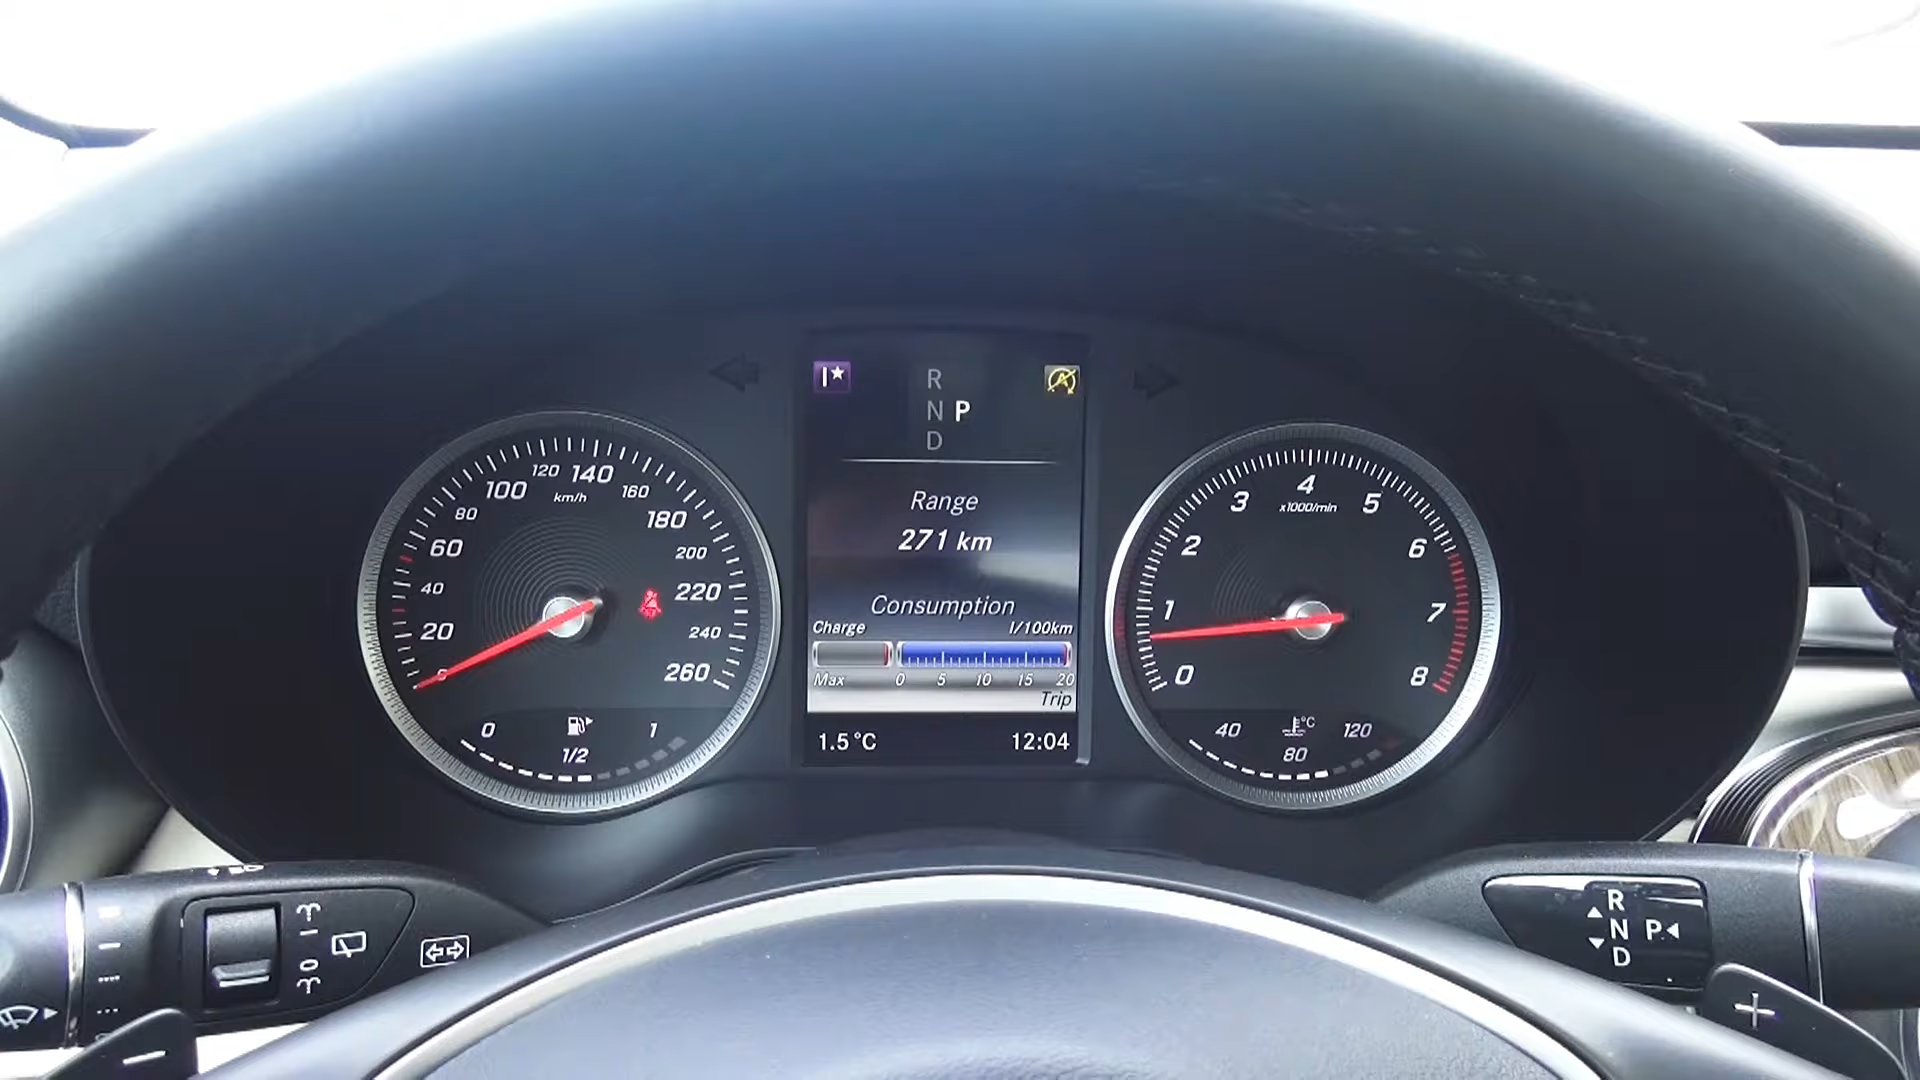 R
N P
D
Range
271 km
Consumption
Charge l/100km
Max 0 5 10 15 20
Trip
1.5 °C 12:04
0
20
40
60
80
100
120
140
160
180
200
220
240
260
km/h
0 1/2 1
0
1
2
3
4
5
6
7
8
x1000/min
40 80 120
°C
I
0
R
N P
D
+
−